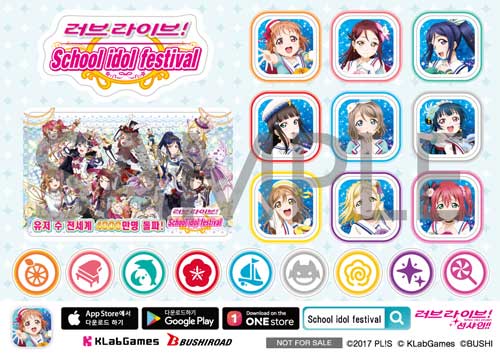 러브라이브!
School idol festival
SAMPLE
유저 수 전세계 4000만명 돌파!
러브라이브!
School idol festival
App Store에서
다운로드 하기
다운로드하기
Google Play
Download on the
ONE store
School idol festival
러브라이브!
선샤인!!
KLabGames
BUSHIROAD
NOT FOR SALE
©2017 PL!S © KLabGames ©BUSHI